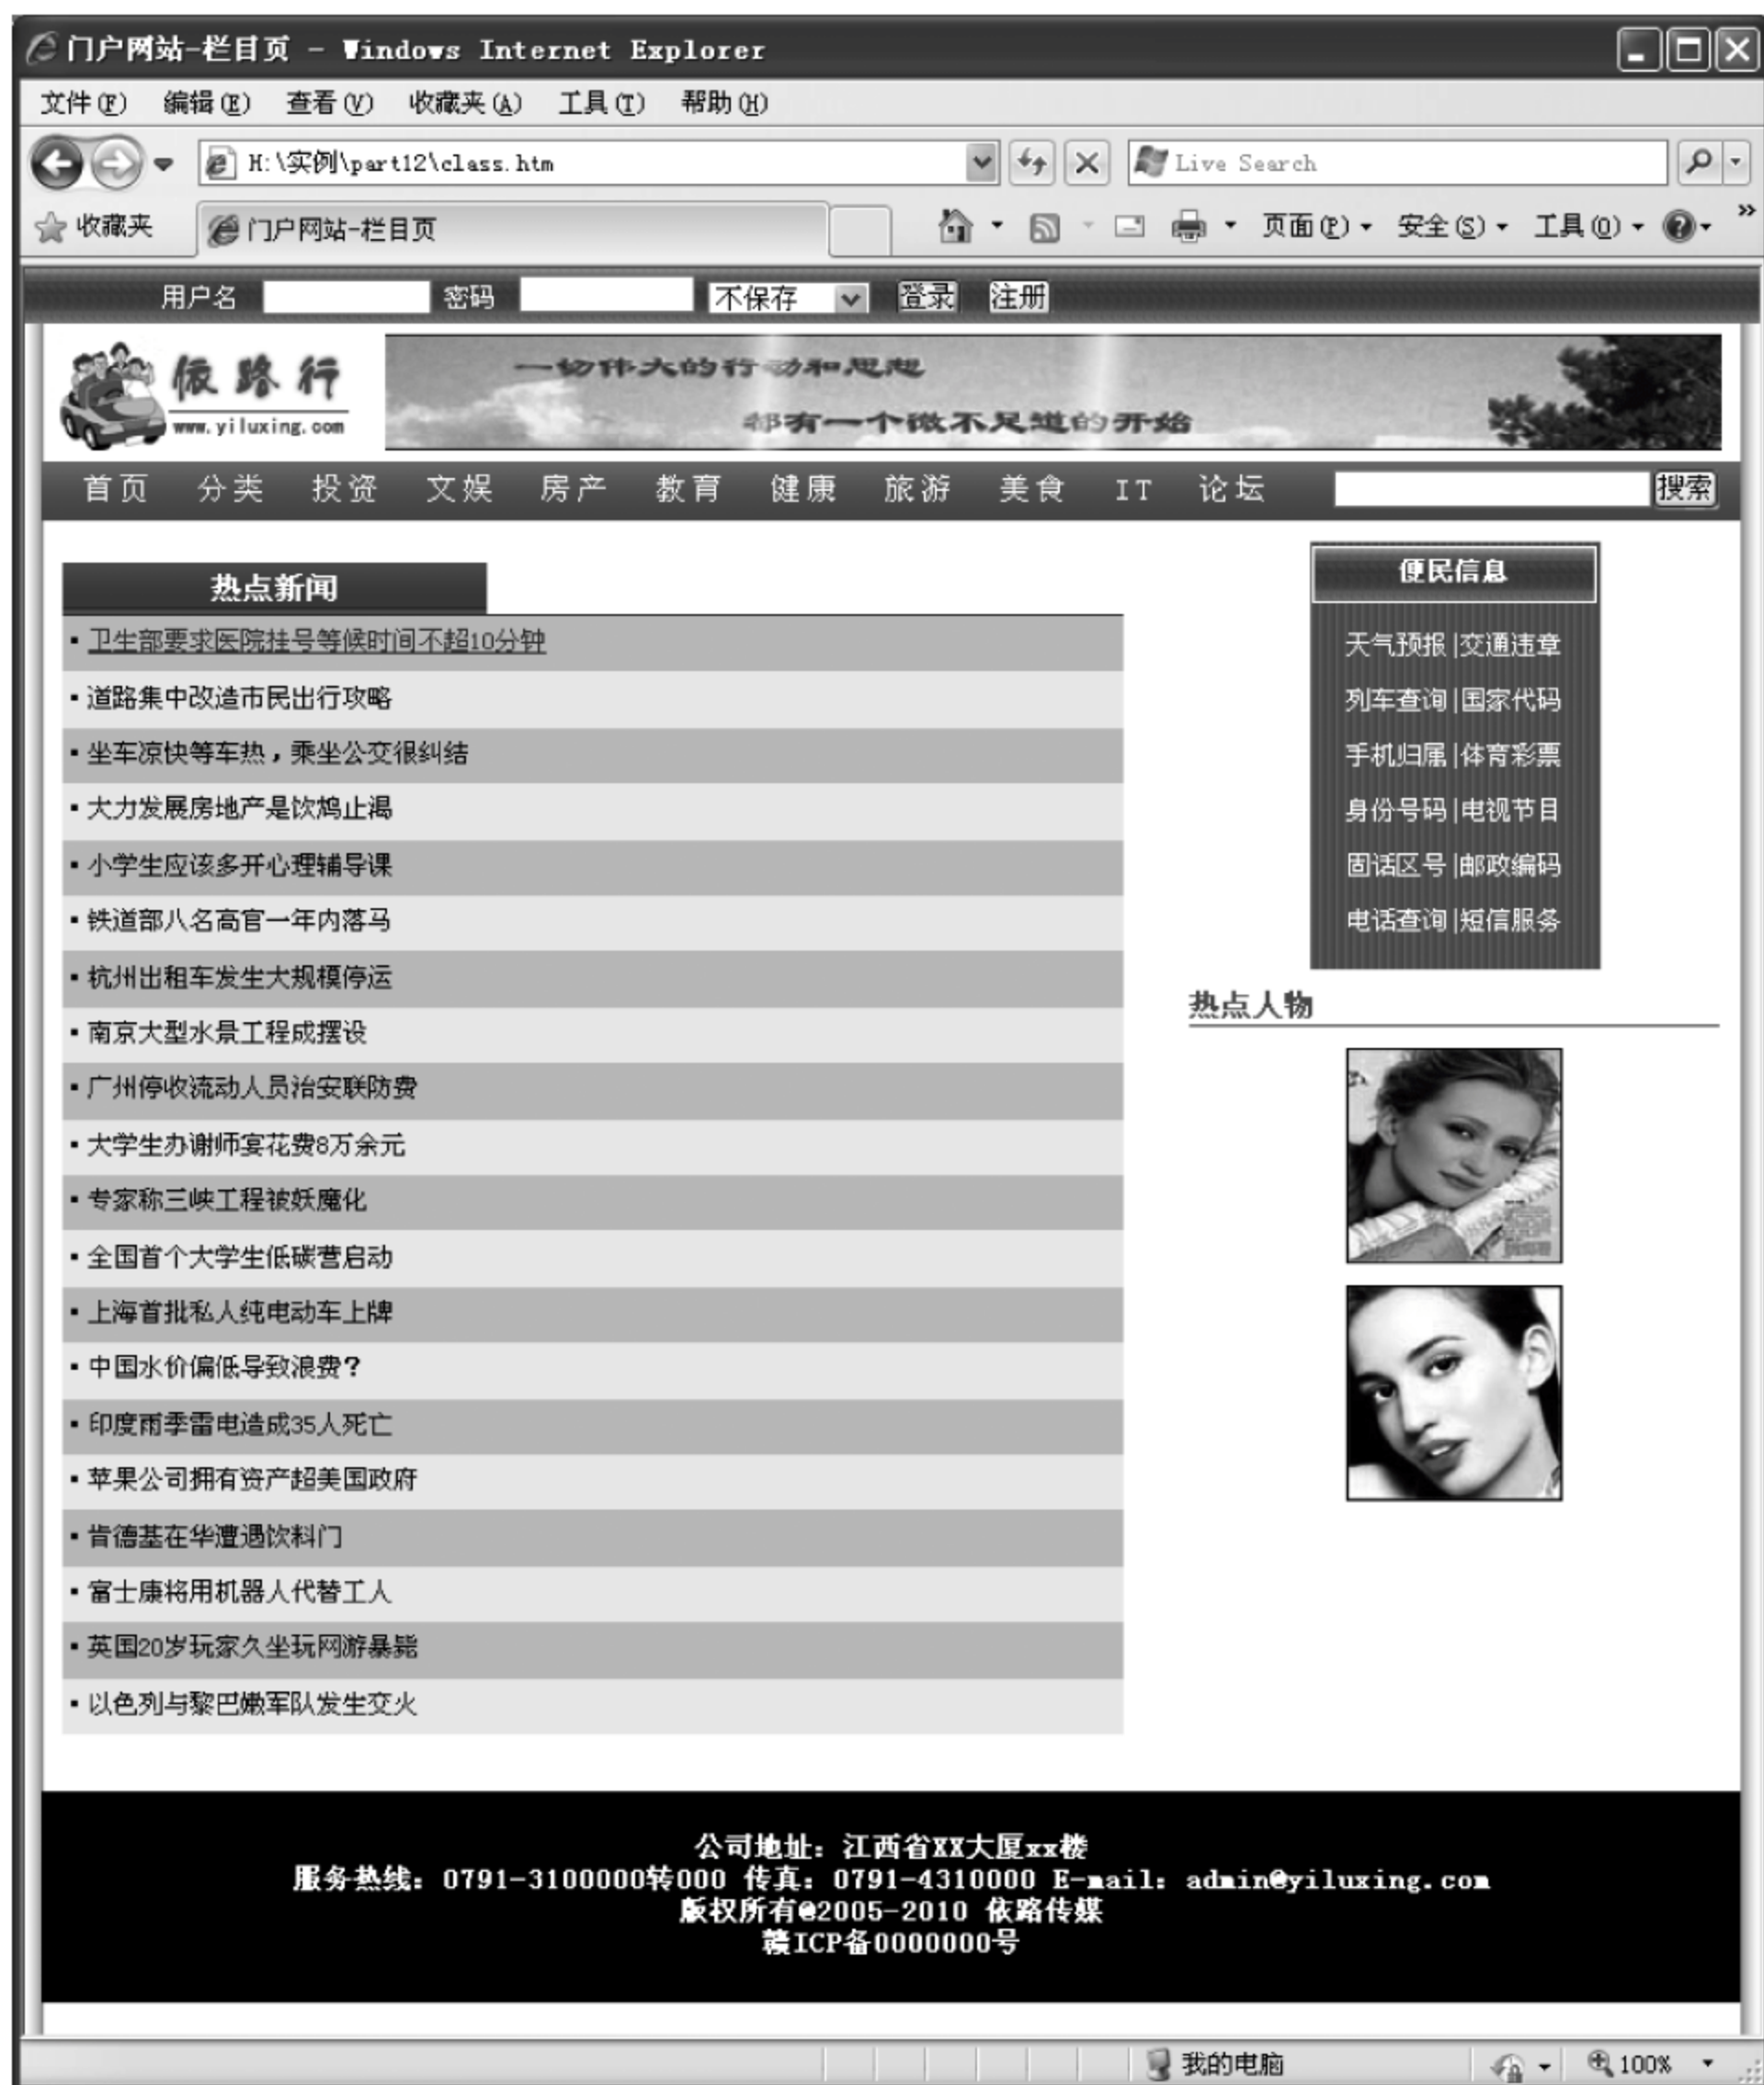 门户网站-栏目页 - Windows Internet Explorer
文件(F) 编辑(E) 查看(V) 收藏夹(A) 工具(T) 帮助(H)
H:\实例\part12\class.htm Live Search
收藏夹 门户网站-栏目页 页面(P) 安全(S) 工具(O) »
用户名 密码 不保存 登录 注册
依路行
www.yiluxing.com
一切伟大的行动和思想
都有一个微不足道的开始
首页 分类 投资 文娱 房产 教育 健康 旅游 美食 IT 论坛 搜索
热点新闻
▪ 卫生部要求医院挂号等候时间不超10分钟
▪ 道路集中改造市民出行攻略
▪ 坐车凉快等车热,乘坐公交很纠结
▪ 大力发展房地产是饮鸩止渴
▪ 小学生应该多开心理辅导课
▪ 铁道部八名高官一年内落马
▪ 杭州出租车发生大规模停运
▪ 南京大型水景工程成摆设
▪ 广州停收流动人员治安联防费
▪ 大学生办谢师宴花费8万余元
▪ 专家称三峡工程被妖魔化
▪ 全国首个大学生低碳营启动
▪ 上海首批私人纯电动车上牌
▪ 中国水价偏低导致浪费?
▪ 印度雨季雷电造成35人死亡
▪ 苹果公司拥有资产超美国政府
▪ 肯德基在华遭遇饮料门
▪ 富士康将用机器人代替工人
▪ 英国20岁玩家久坐玩网游暴毙
▪ 以色列与黎巴嫩军队发生交火
便民信息
天气预报|交通违章
列车查询|国家代码
手机归属|体育彩票
身份号码|电视节目
固话区号|邮政编码
电话查询|短信服务
热点人物
公司地址：江西省XX大厦xx楼
服务热线：0791-3100000转000 传真：0791-4310000 E-mail：admin@yiluxing.com
版权所有@2005-2010 依路传媒
赣ICP备0000000号
我的电脑 100%